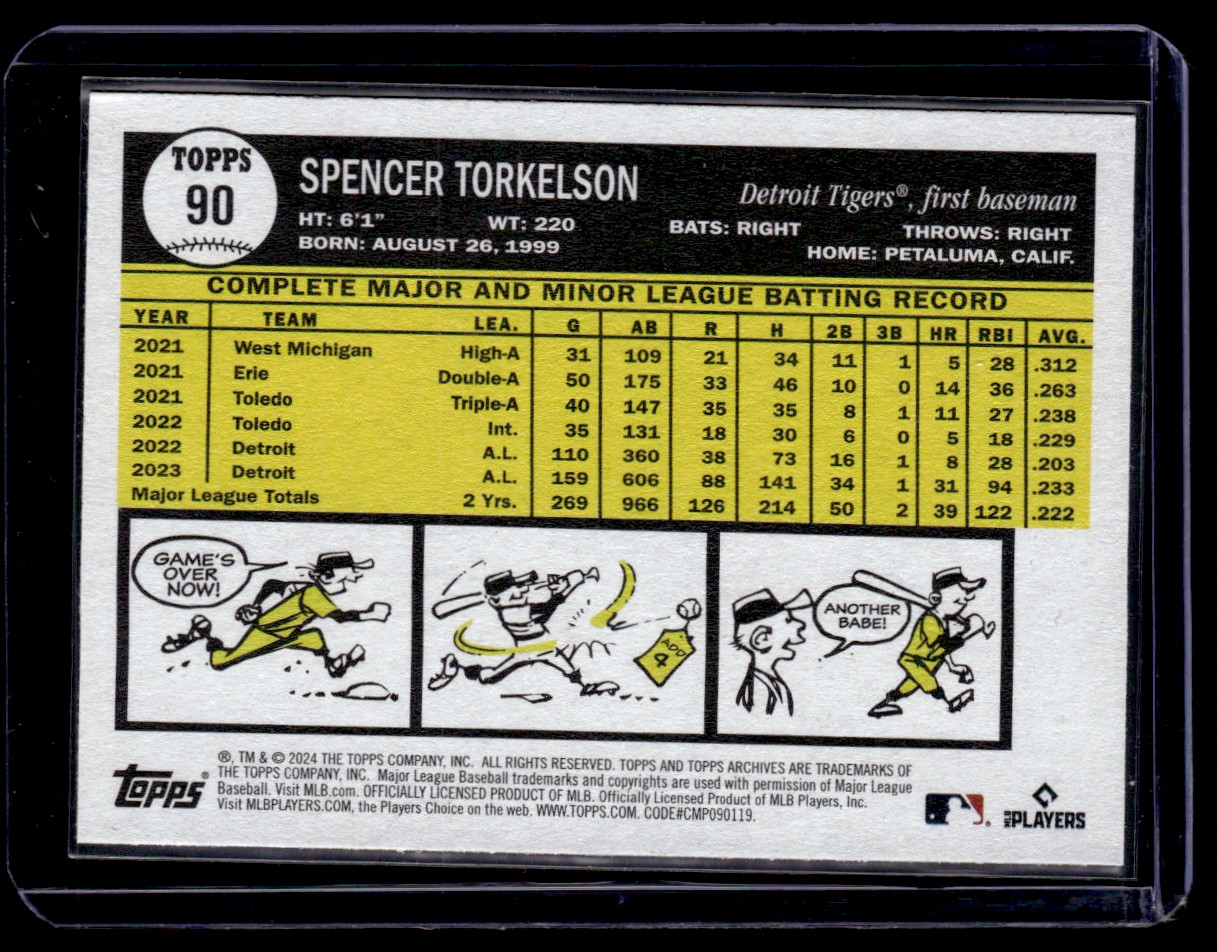 TOPPS
90
SPENCER TORKELSON
Detroit Tigers®, first baseman
HT: 6'1" WT: 220 BATS: RIGHT THROWS: RIGHT
BORN: AUGUST 26, 1999 HOME: PETALUMA, CALIF.
COMPLETE MAJOR AND MINOR LEAGUE BATTING RECORD
YEAR TEAM LEA. G AB R H 2B 3B HR RBI AVG.
2021 West Michigan High-A 31 109 21 34 11 1 5 28 .312
2021 Erie Double-A 50 175 33 46 10 0 14 36 .263
2021 Toledo Triple-A 40 147 35 35 8 1 11 27 .238
2022 Toledo Int. 35 131 18 30 6 0 5 18 .229
2022 Detroit A.L. 110 360 38 73 16 1 8 28 .203
2023 Detroit A.L. 159 606 88 141 34 1 31 94 .233
Major League Totals 2 Yrs. 269 966 126 214 50 2 39 122 .222
GAME'S
OVER
NOW!
ADD
4
ANOTHER
BABE!
topps®
®, TM & © 2024 THE TOPPS COMPANY, INC. ALL RIGHTS RESERVED. TOPPS AND TOPPS ARCHIVES ARE TRADEMARKS OF
THE TOPPS COMPANY, INC. Major League Baseball trademarks and copyrights are used with permission of Major League
Baseball. Visit MLB.com. OFFICIALLY LICENSED PRODUCT OF MLB. Officially Licensed Product of MLB Players, Inc.
Visit MLBPLAYERS.COM, the Players Choice on the web. WWW.TOPPS.COM. CODE#CMP090119.
MLB PLAYERS